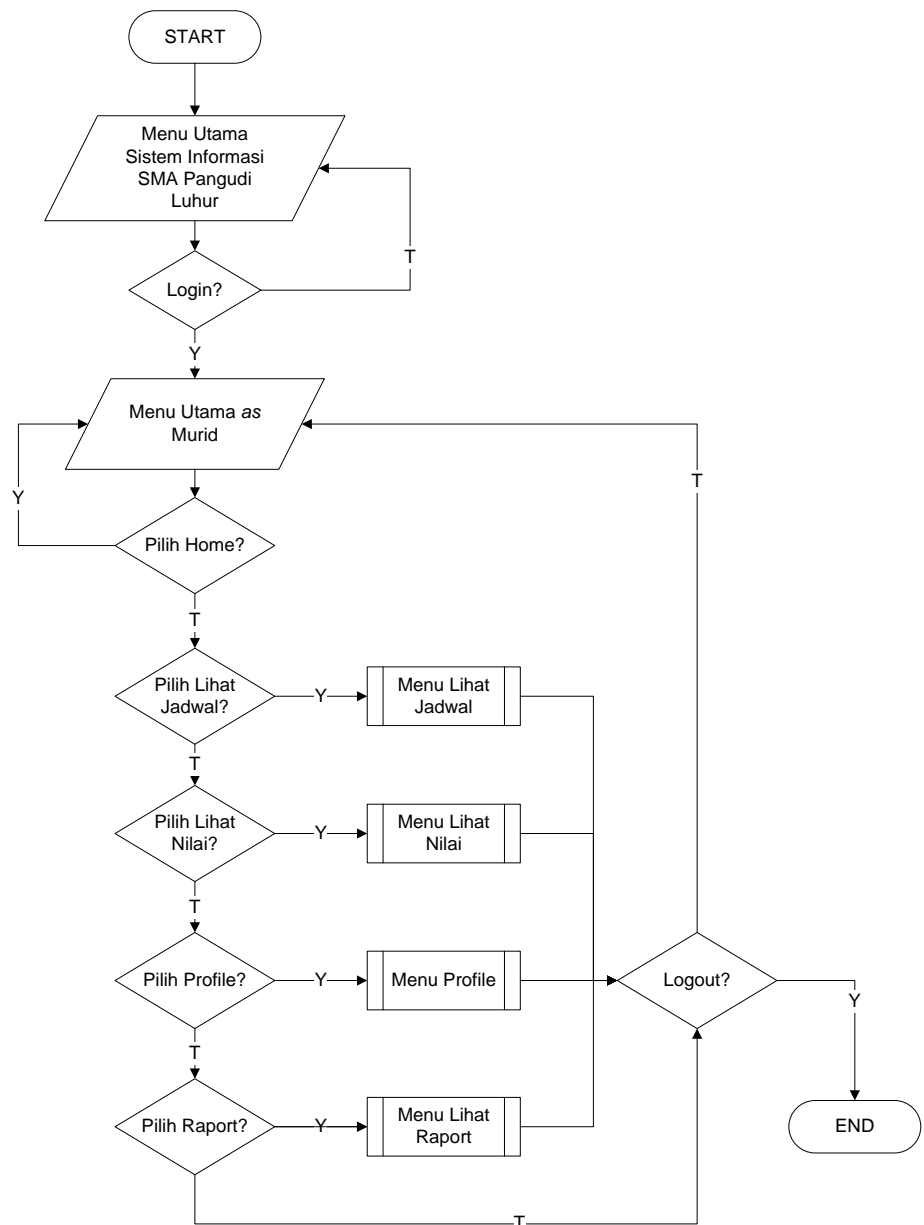 START
Menu Utama
Sistem Informasi
SMA Pangudi
Luhur
T
Login?
Y
Menu Utama as
Murid
T
Y
Pilih Home?
T
Pilih Lihat
Jadwal?
Y
Menu Lihat
Jadwal
T
Pilih Lihat
Nilai?
Y
Menu Lihat
Nilai
T
Pilih Profile?
Y
Menu Profile
Logout?
Y
T
Pilih Raport?
Y
Menu Lihat
Raport
END
T